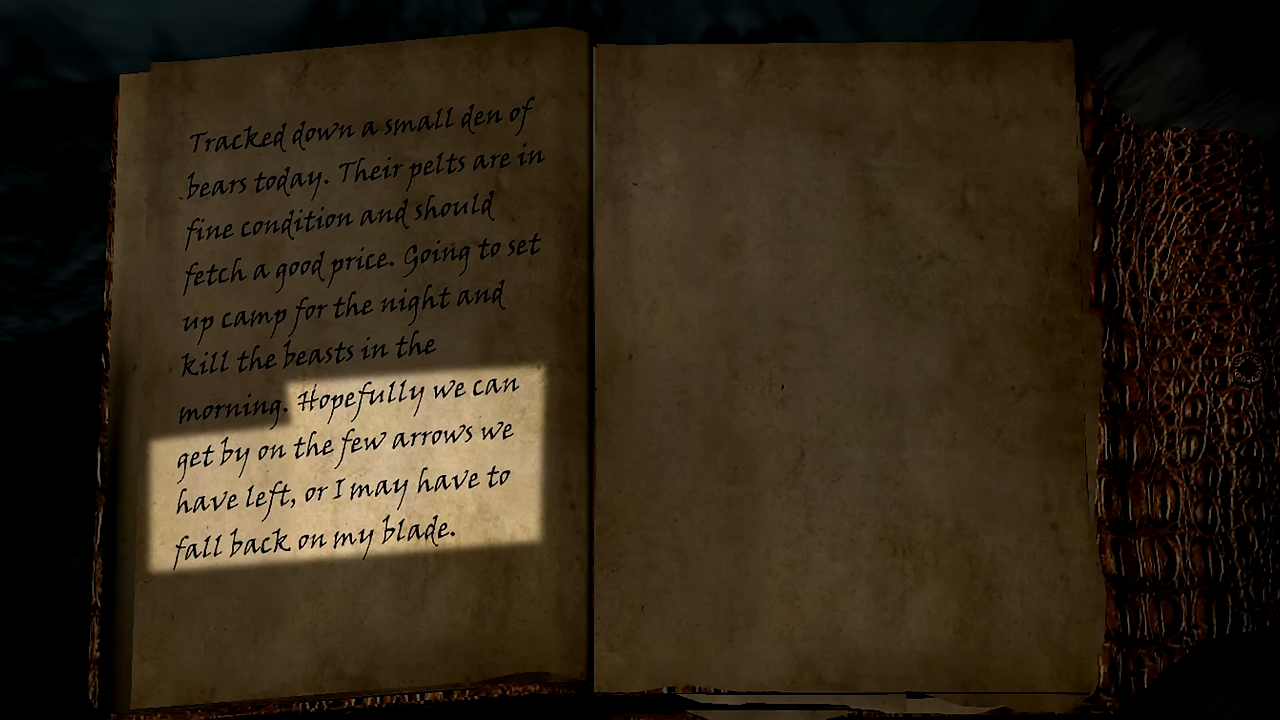 Tracked down a small den of
bears today. Their pelts are in
fine condition and should
fetch a good price. Going to set
up camp for the night and
kill the beasts in the
morning. Hopefully we can
get by on the few arrows we
have left, or I may have to
fall back on my blade.